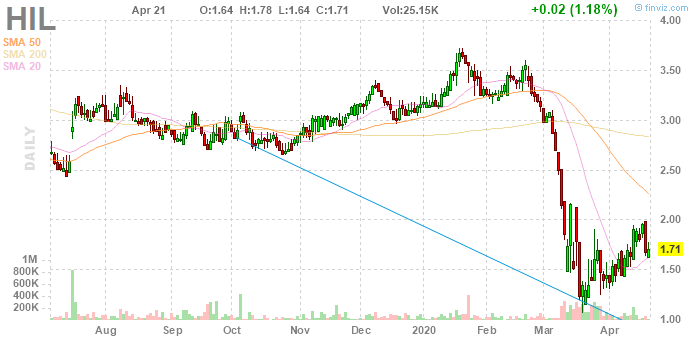 HIL Apr 21 O:1.64 H:1.78 L:1.64 C:1.71 Vol:25.15K +0.02 (1.18%) © finviz.com
SMA 50
SMA 200
SMA 20
DAILY
4.00
3.50
3.00
2.50
2.00
1.71
1.50
1.00
1M
800K
600K
400K
200K
Aug Sep Oct Nov Dec 2020 Feb Mar Apr